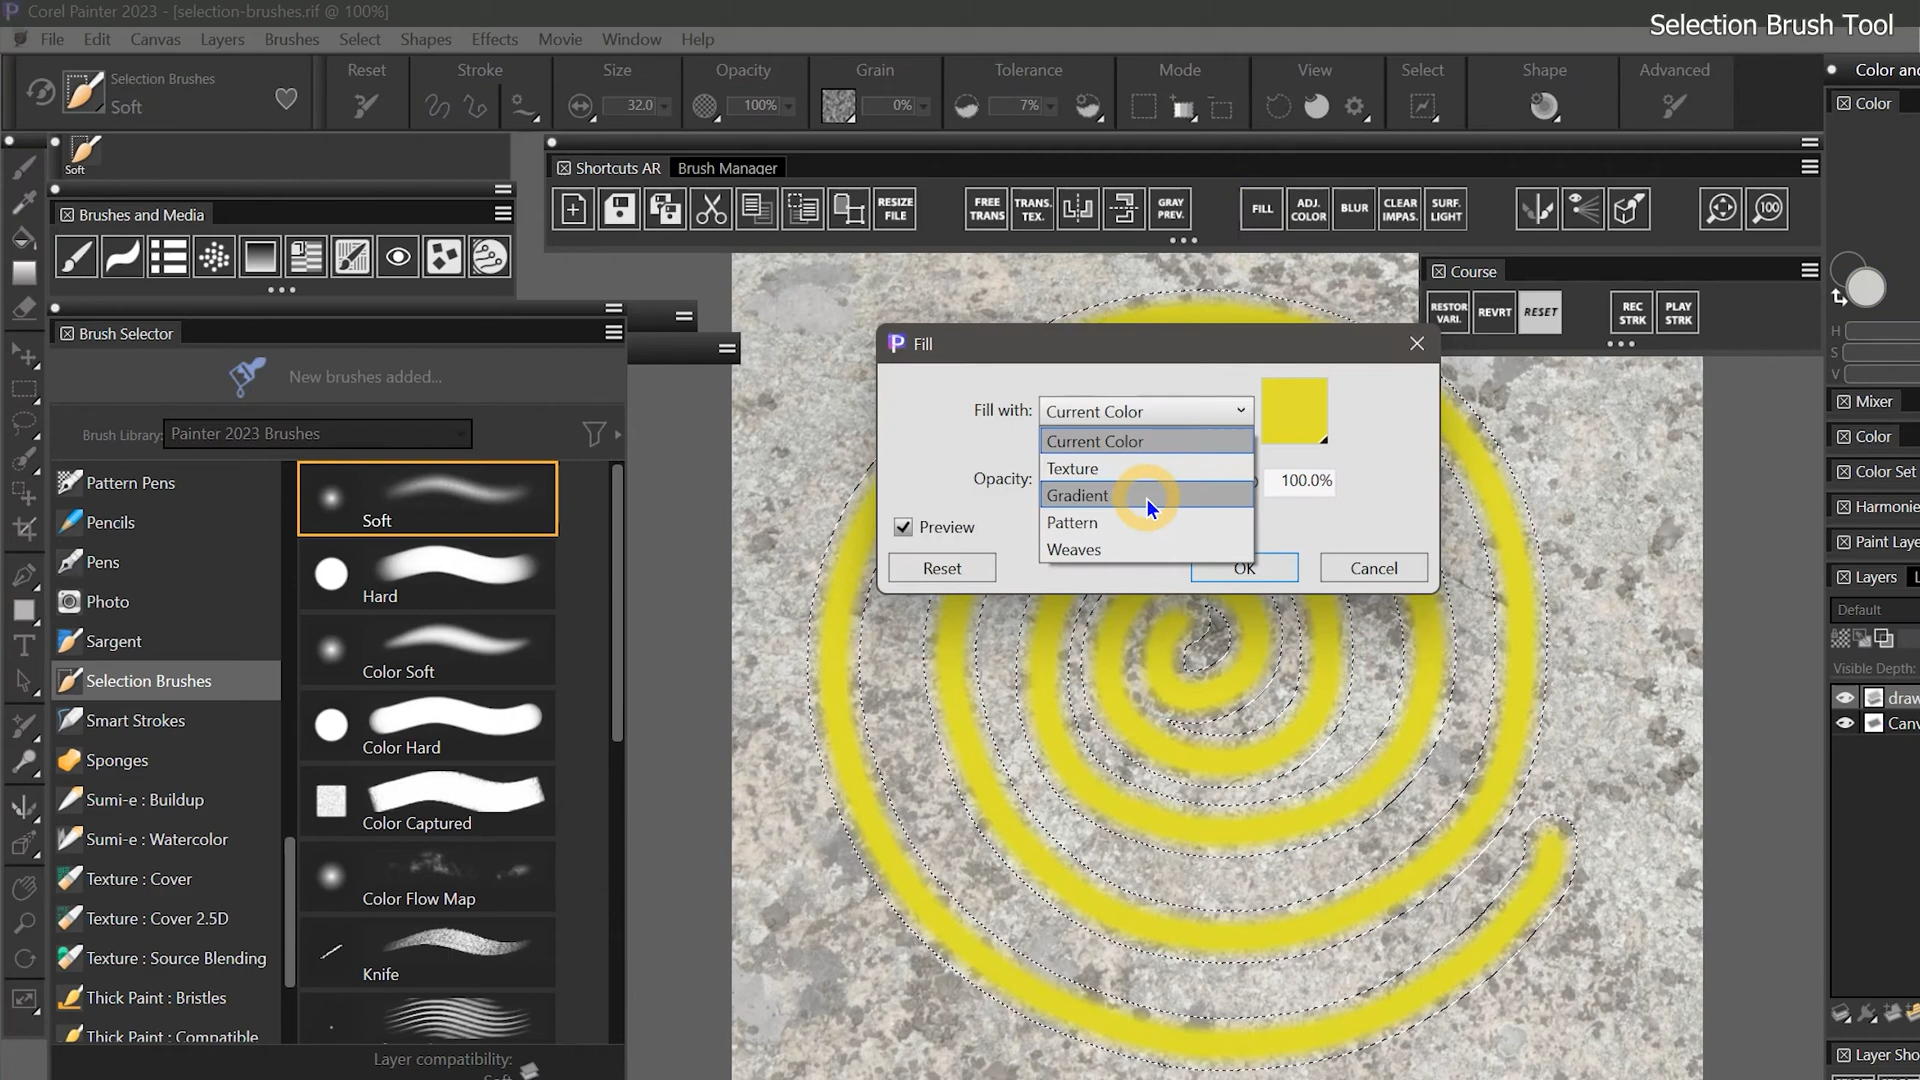 Corel Painter 2023 - [selection-brushes.rif @ 100%]
Selection Brush Tool
File Edit Canvas Layers Brushes Select Shapes Effects Movie Window Help
Selection Brushes
Soft
Reset Stroke Size Opacity Grain Tolerance Mode View Select Shape Advanced
32.0 100% 0% 7%
Color and
Color
Soft
Shortcuts AR Brush Manager
Brushes and Media
RESIZE FILE
FREE TRANS
TRANS. TEX.
GRAY PREV.
FILL
ADJ. COLOR
BLUR
CLEAR IMPAS.
SURF. LIGHT
100
Course
RESTOR VARI.
REVRT
RESET
REC STRK
PLAY STRK
H
S
V
Brush Selector
New brushes added...
Brush Library: Painter 2023 Brushes
Pattern Pens
Pencils
Pens
Photo
Sargent
Selection Brushes
Smart Strokes
Sponges
Sumi-e : Buildup
Sumi-e : Watercolor
Texture : Cover
Texture : Cover 2.5D
Texture : Source Blending
Thick Paint : Bristles
Thick Paint : Compatible
Soft
Hard
Color Soft
Color Hard
Color Captured
Color Flow Map
Knife
Layer compatibility:
Fill
Fill with: Current Color
Current Color
Texture
Gradient
Pattern
Weaves
Opacity: 100.0%
Preview
Reset
OK
Cancel
Mixer
Color
Color Set
Harmonie
Paint Laye
Layers
Default
Visible Depth:
draw
Canv
Layer Sho